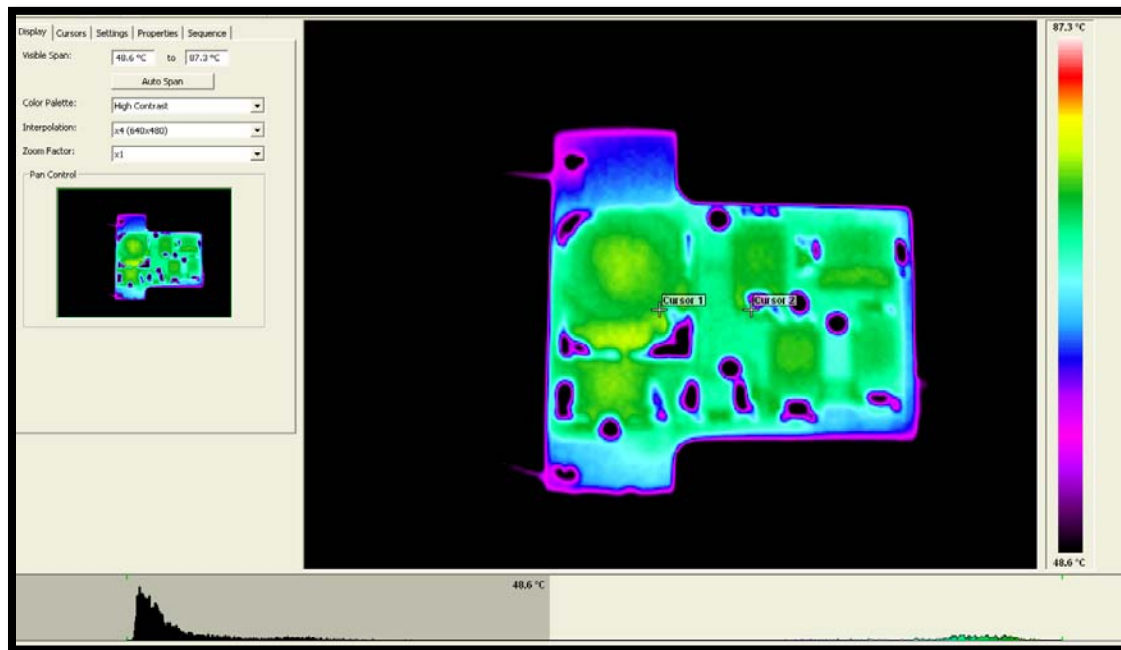 Display Cursors Settings Properties Sequence
Visible Span: 48.6 °C to 87.3 °C
Auto Span
Color Palette: High Contrast
Interpolation: x4 (640x480)
Zoom Factor: x1
Pan Control
87.3 °C
Cursor 1 Cursor 2
48.6 °C
48.6 °C